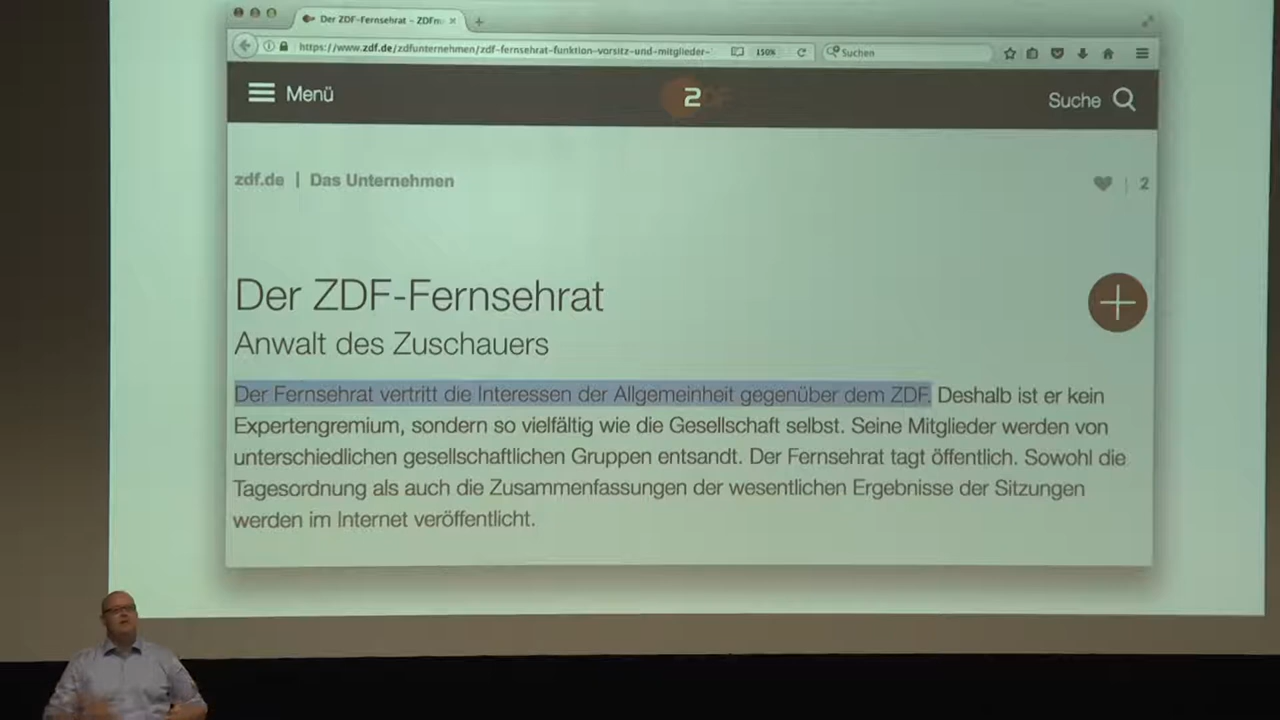 Der ZDF-Fernsehrat – ZDFm
https://www.zdf.de/zdfunternehmen/zdf-fernsehrat-funktion-vorsitz-und-mitglieder-
150%
Suchen
Menü
ZDF
Suche
zdf.de | Das Unternehmen
2
Der ZDF-Fernsehrat
Anwalt des Zuschauers
Der Fernsehrat vertritt die Interessen der Allgemeinheit gegenüber dem ZDF. Deshalb ist er kein
Expertengremium, sondern so vielfältig wie die Gesellschaft selbst. Seine Mitglieder werden von
unterschiedlichen gesellschaftlichen Gruppen entsandt. Der Fernsehrat tagt öffentlich. Sowohl die
Tagesordnung als auch die Zusammenfassungen der wesentlichen Ergebnisse der Sitzungen
werden im Internet veröffentlicht.